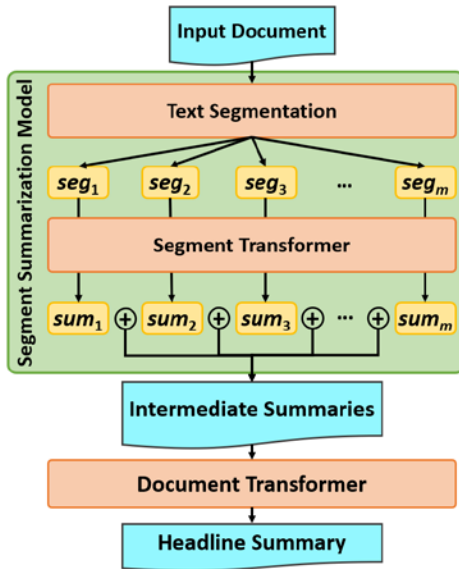 Input Document
Segment Summarization Model
Text Segmentation
seg₁ seg₂ seg₃ ... segₘ
Segment Transformer
sum₁ + sum₂ + sum₃ + ... + sumₘ
Intermediate Summaries
Document Transformer
Headline Summary